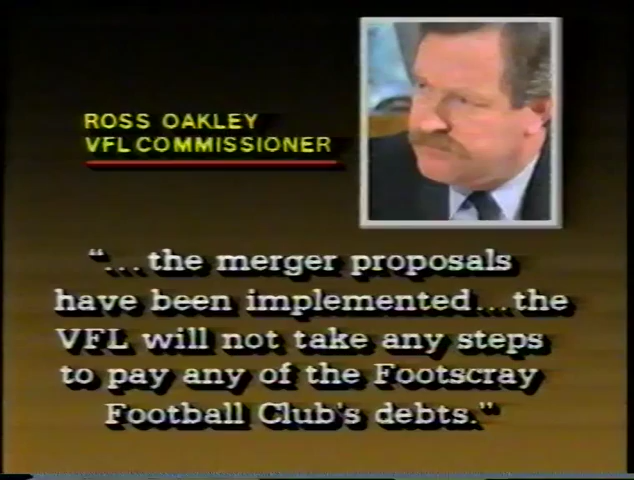 ROSS OAKLEY
VFL COMMISSIONER
“...the merger proposals
have been implemented...the
VFL will not take any steps
to pay any of the Footscray
Football Club's debts.”